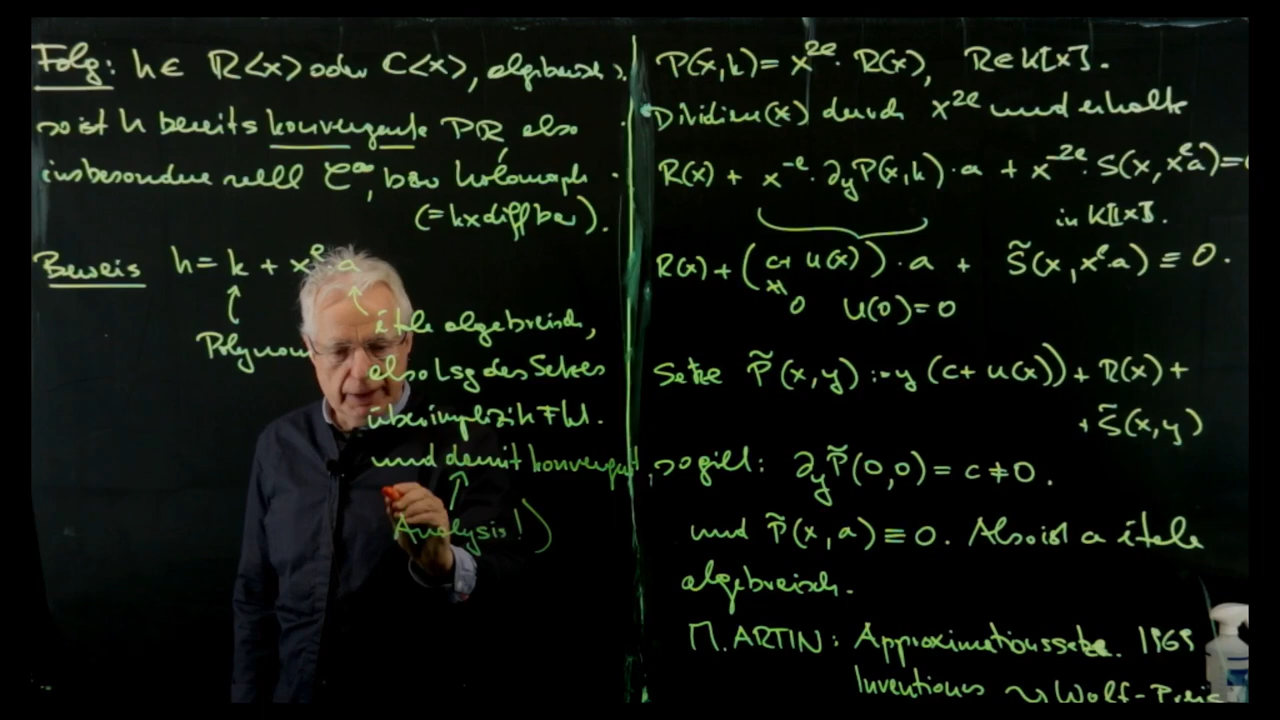 Folg: h ∈ ℝ<x> oder ℂ<x>, algebraisch,
so ist h bereits konvergente PR, also
insbesondere reell C^∞, bzw holomorph
(= kx diffbar).
Beweis h = k + x^e a
Polynom
étale algebraisch,
also Lsg des Satzes
über implizite Fkt.
und damit konvergent,
Analysis!)
P(x,k) = x^{2e}. R(x), R ∈ k[x].
Dividiere (x) durch x^{2e} und erhalte
R(x) + x^{-e}. ∂_y P(x,k). a + x^{-2e}. S(x, x^e a) =
in K[[x]].
R(x) + (c + u(x)). a + S̃(x, x^e. a) ≡ 0.
0 u(0) = 0
Setze P̃(x,y) := y (c + u(x)) + R(x) +
+ S̃(x,y)
so gilt: ∂_y P̃(0,0) = c ≠ 0.
und P̃(x,a) ≡ 0. Also ist a étale
algebraisch.
M. ARTIN: Approximationssatz. 1969
Inventiones ~> Wolf-Preis